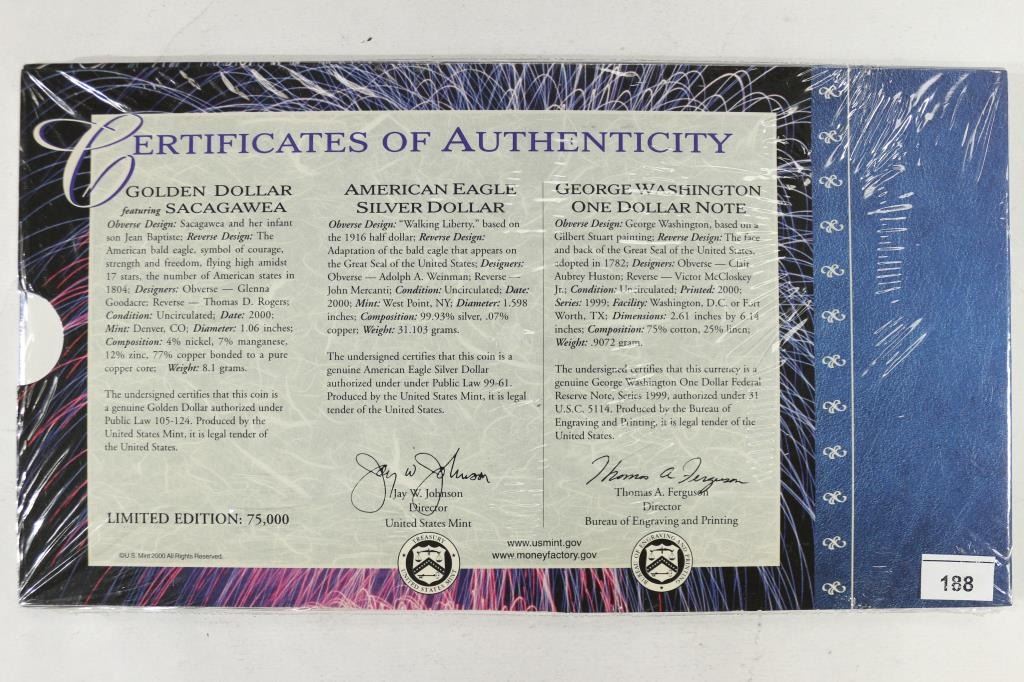 CERTIFICATES OF AUTHENTICITY
GOLDEN DOLLAR
featuring SACAGAWEA
Obverse Design: Sacagawea and her infant
son Jean Baptiste; Reverse Design: The
American bald eagle, symbol of courage,
strength and freedom, flying high amidst
17 stars, the number of American states in
1804; Designers: Obverse — Glenna
Goodacre; Reverse — Thomas D. Rogers;
Condition: Uncirculated; Date: 2000;
Mint: Denver, CO; Diameter: 1.06 inches;
Composition: 4% nickel, 7% manganese,
12% zinc, 77% copper bonded to a pure
copper core; Weight: 8.1 grams.
The undersigned certifies that this coin is
a genuine Golden Dollar authorized under
Public Law 105-124. Produced by the
United States Mint, it is legal tender of
the United States.
LIMITED EDITION: 75,000
©U.S. Mint 2000 All Rights Reserved.
AMERICAN EAGLE
SILVER DOLLAR
Obverse Design: "Walking Liberty," based on
the 1916 half dollar; Reverse Design:
Adaptation of the bald eagle that appears on
the Great Seal of the United States; Designers:
Obverse — Adolph A. Weinman; Reverse —
John Mercanti; Condition: Uncirculated; Date:
2000; Mint: West Point, NY; Diameter: 1.598
inches; Composition: 99.93% silver, .07%
copper; Weight: 31.103 grams.
The undersigned certifies that this coin is a
genuine American Eagle Silver Dollar
authorized under under Public Law 99-61.
Produced by the United States Mint, it is legal
tender of the United States.
Jay W Johnson
Jay W. Johnson
Director
United States Mint
GEORGE WASHINGTON
ONE DOLLAR NOTE
Obverse Design: George Washington, based on a
Gilbert Stuart painting; Reverse Design: The face
and back of the Great Seal of the United States,
adopted in 1782; Designers: Obverse — Clair
Aubrey Huston; Reverse — Victor McCloskey
Jr.; Condition: Uncirculated; Printed: 2000;
Series: 1999; Facility: Washington, D.C. or Fort
Worth, TX; Dimensions: 2.61 inches by 6.14
inches; Composition: 75% cotton, 25% linen;
Weight: .9072 gram.
The undersigned certifies that this currency is a
genuine George Washington One Dollar Federal
Reserve Note, Series 1999, authorized under 31
U.S.C. 5114. Produced by the Bureau of
Engraving and Printing, it is legal tender of the
United States.
Thomas A Ferguson
Thomas A. Ferguson
Director
Bureau of Engraving and Printing
www.usmint.gov
www.moneyfactory.gov
TREASURY
UNITED STATES MINT
BUREAU OF ENGRAVING AND PRINTING
188